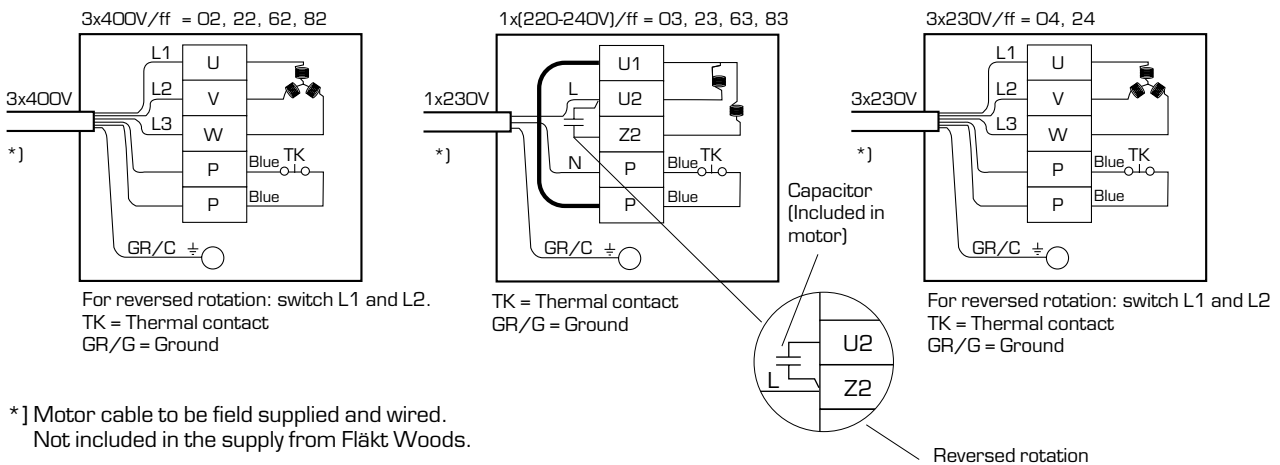 3x400V/ff = 02, 22, 62, 82
3x400V
*)
L1
L2
L3
U
V
W
P
P
Blue
TK
Blue
GR/C
For reversed rotation: switch L1 and L2.
TK = Thermal contact
GR/G = Ground
1x(220-240V)/ff = 03, 23, 63, 83
1x230V
*)
L
N
U1
U2
Z2
P
P
Blue
TK
Blue
GR/C
TK = Thermal contact
GR/G = Ground
Capacitor
(Included in
motor)
L
U2
Z2
Reversed rotation
3x230V/ff = 04, 24
3x230V
*)
L1
L2
L3
U
V
W
P
P
Blue
TK
Blue
GR/C
For reversed rotation: switch L1 and L2
TK = Thermal contact
GR/G = Ground
*) Motor cable to be field supplied and wired.
Not included in the supply from Fläkt Woods.